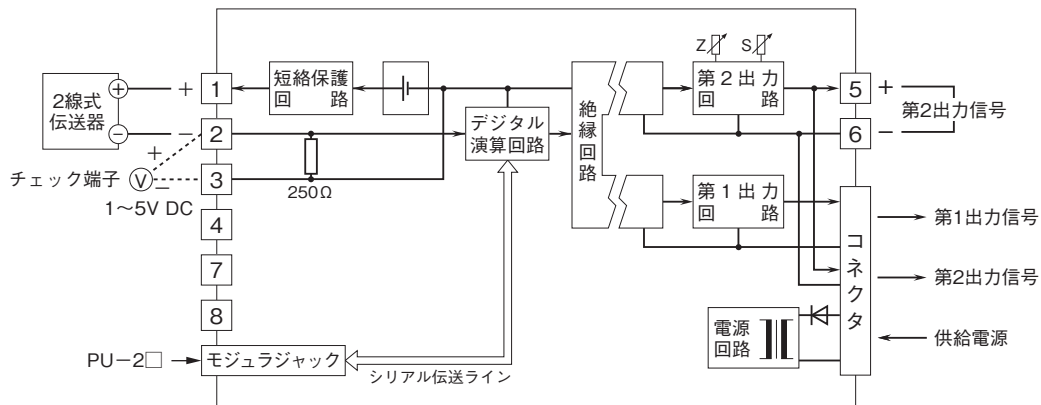 2線式
伝送器
+
−
+
−
1
2
3
4
7
8
チェック端子
V
+
−
1～5V DC
短絡保護
回　　路
250Ω
デジタル
演算回路
絶縁回路
Z
S
第２出力
回　　路
第１出力
回　　路
5
6
+
−
第2出力信号
コネクタ
第1出力信号
第2出力信号
供給電源
電源
回路
PU−2□
モジュラジャック
シリアル伝送ライン